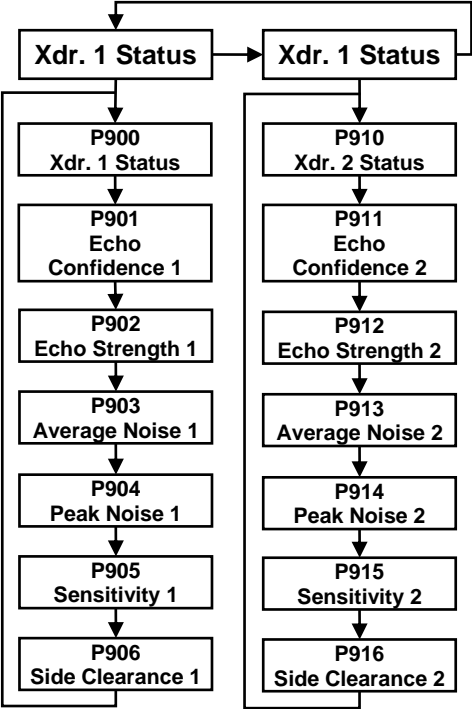 Xdr. 1 Status
Xdr. 1 Status
P900
Xdr. 1 Status
P901
Echo
Confidence 1
P902
Echo Strength 1
P903
Average Noise 1
P904
Peak Noise 1
P905
Sensitivity 1
P906
Side Clearance 1
P910
Xdr. 2 Status
P911
Echo
Confidence 2
P912
Echo Strength 2
P913
Average Noise 2
P914
Peak Noise 2
P915
Sensitivity 2
P916
Side Clearance 2